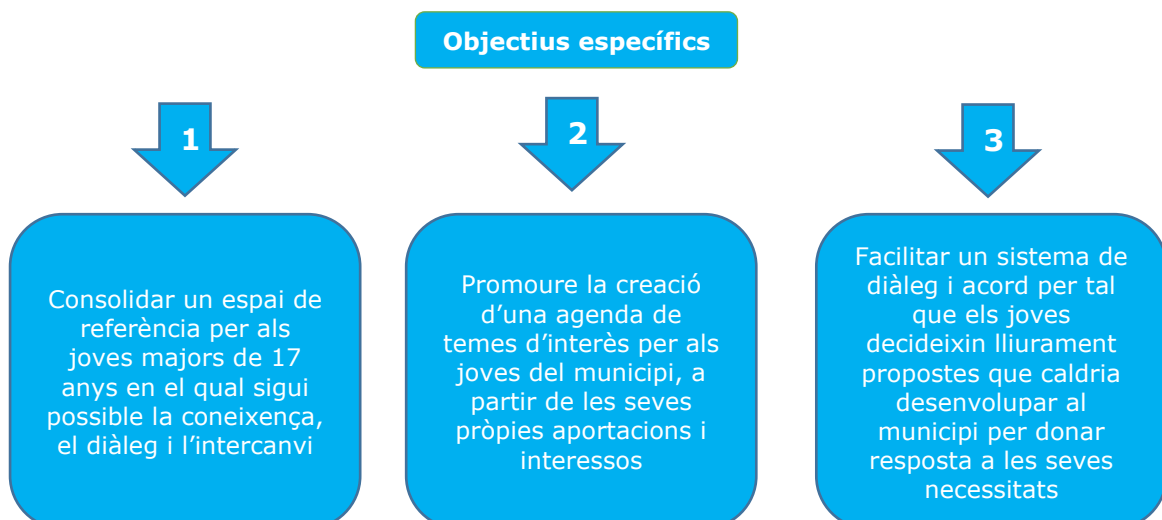 Objectius específics
1
2
3
Consolidar un espai de
referència per als
joves majors de 17
anys en el qual sigui
possible la coneixença,
el diàleg i l’intercanvi
Promoure la creació
d’una agenda de
temes d’interès per als
joves del municipi, a
partir de les seves
pròpies aportacions i
interessos
Facilitar un sistema de
diàleg i acord per tal
que els joves
decideixin lliurament
propostes que caldria
desenvolupar al
municipi per donar
resposta a les seves
necessitats